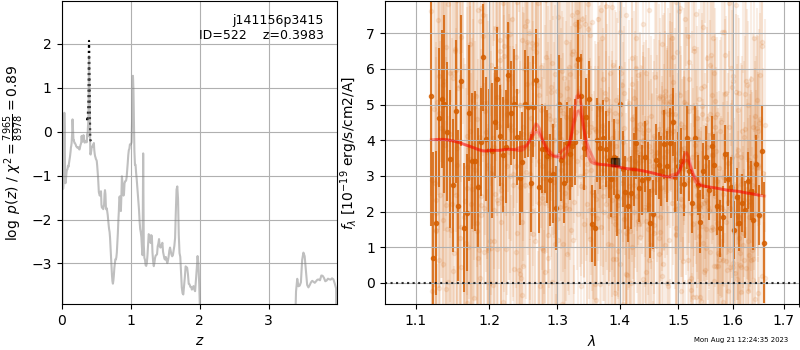 j141156p3415
ID=522 z=0.3983
log p(z) / χ² = 7965/8978 = 0.89
2
1
0
−1
−2
−3
0 1 2 3
z
fλ [10⁻¹⁹ erg/s/cm2/A]
7
6
5
4
3
2
1
0
1.1 1.2 1.3 1.4 1.5 1.6 1.7
λ
Mon Aug 21 12:24:35 2023